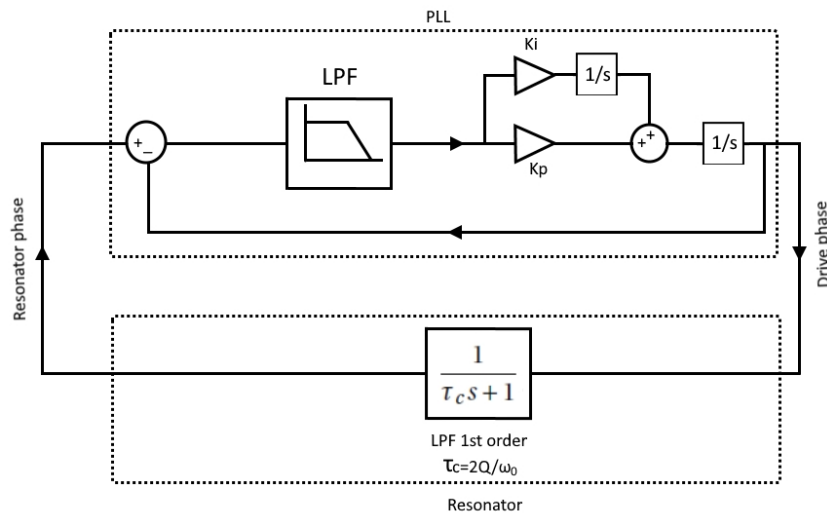 PLL
Ki
LPF
1/s
+
+
+
−
1/s
Kp
Resonator phase
Drive phase
1
τ_c s + 1
LPF 1st order
τc=2Q/ω₀
Resonator